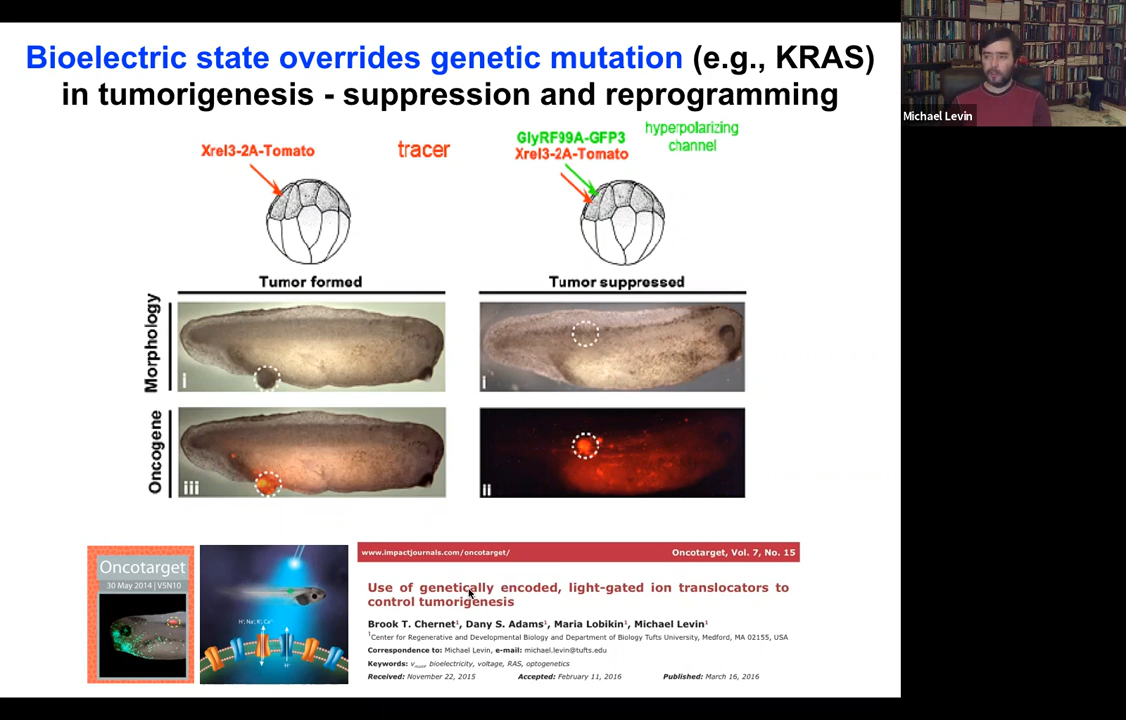 Bioelectric state overrides genetic mutation (e.g., KRAS)
in tumorigenesis - suppression and reprogramming
Michael Levin
Xrel3-2A-Tomato
tracer
GlyRF99A-GFP3
Xrel3-2A-Tomato
hyperpolarizing
channel
Tumor formed
Tumor suppressed
Morphology
i
i
Oncogene
iii
ii
Oncotarget
30 May 2014 | V5N10
H⁺, Na⁺, K⁺, Ca²⁺
H⁺
www.impactjournals.com/oncotarget/
Oncotarget, Vol. 7, No. 15
Use of genetically encoded, light-gated ion translocators to
control tumorigenesis
Brook T. Chernet¹, Dany S. Adams¹, Maria Lobikin¹, Michael Levin¹
¹Center for Regenerative and Developmental Biology and Department of Biology Tufts University, Medford, MA 02155, USA
Correspondence to: Michael Levin, e-mail: michael.levin@tufts.edu
Keywords: bioelectricity, voltage, RAS, optogenetics
Received: November 22, 2015
Accepted: February 11, 2016
Published: March 16, 2016